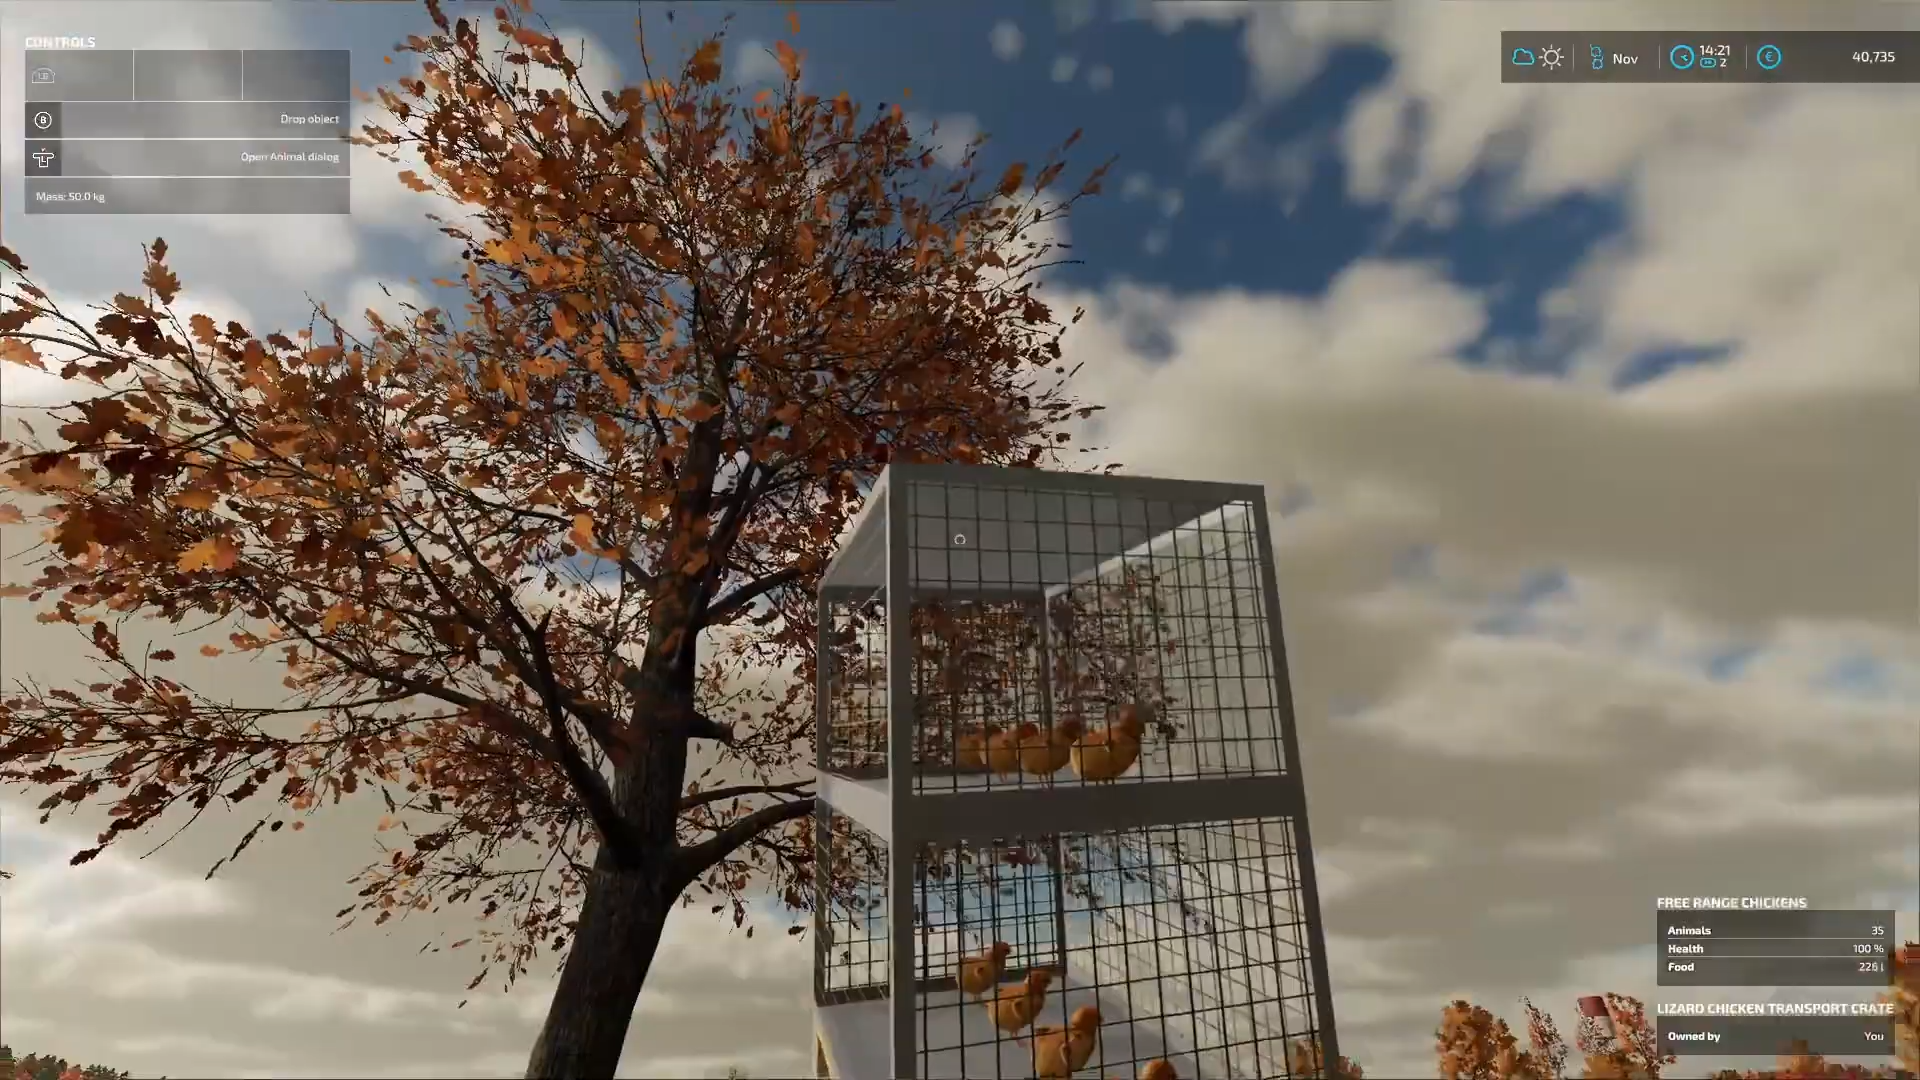 CONTROLS
LB
B
Drop object
L
Open Animal dialog
Mass: 50.0 kg
Nov
14:21
2
€
40,735
FREE RANGE CHICKENS
Animals 35
Health 100 %
Food 226 l
LIZARD CHICKEN TRANSPORT CRATE
Owned by You